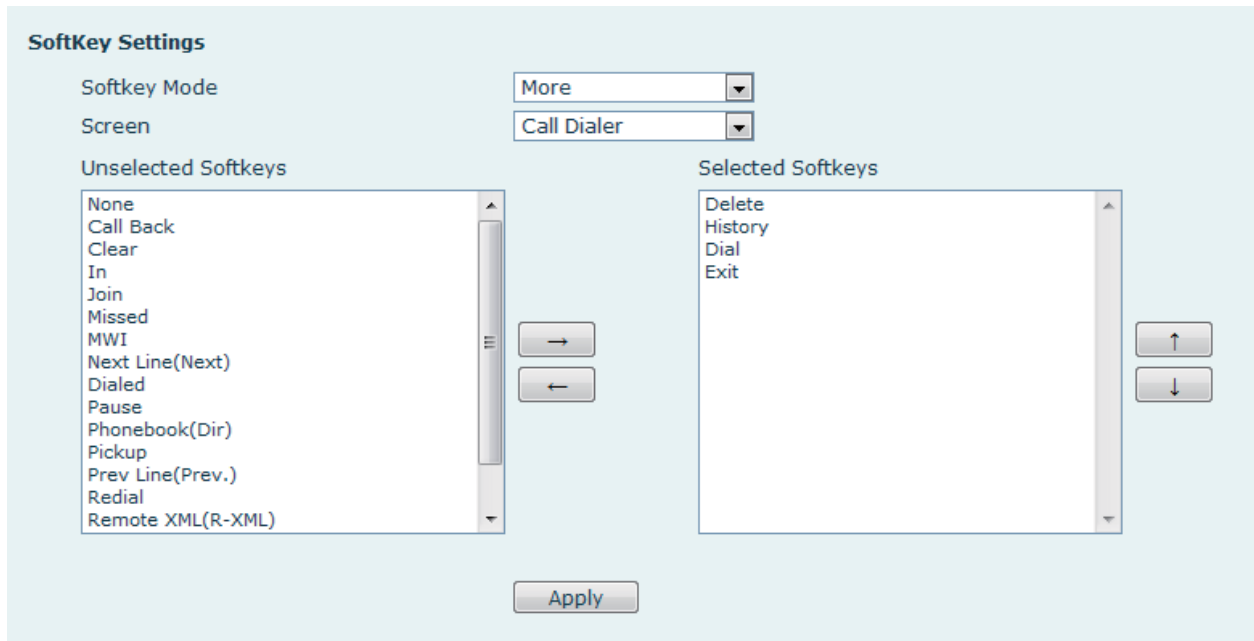 SoftKey Settings
Softkey Mode More
Screen Call Dialer
Unselected Softkeys Selected Softkeys
None
Call Back
Clear
In
Join
Missed
MWI
Next Line(Next)
Dialed
Pause
Phonebook(Dir)
Pickup
Prev Line(Prev.)
Redial
Remote XML(R-XML)
→
←
Delete
History
Dial
Exit
↑
↓
Apply